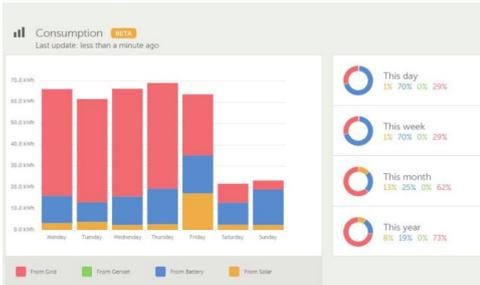 Consumption BETA
Last update: less than a minute ago
70.0 kWh
60.0 kWh
50.0 kWh
40.0 kWh
30.0 kWh
20.0 kWh
10.0 kWh
0.0 kWh
Monday Tuesday Wednesday Thursday Friday Saturday Sunday
From Grid From Genset From Battery From Solar
This day
1% 70% 0% 29%
This week
1% 70% 0% 29%
This month
13% 25% 0% 62%
This year
8% 19% 0% 73%